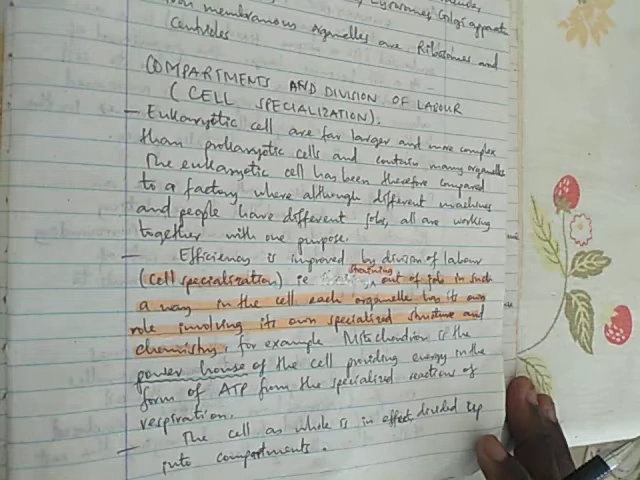 Lysosomes, Golgi apparatus
Non membranous organelles are Ribosomes and
Centrioles
COMPARTMENTS AND DIVISION OF LABOUR
(CELL SPECIALIZATION).
- Eukaryotic cell are far larger and more complex
than prokaryotic cells and contain many organelles
The eukaryotic cell has been therefore compared
to a factory where although different machines
and people have different jobs, all are working
together with one purpose.
- Efficiency is improved by division of labour
(Cell specialization) ie sharing out of job in such
a way in the cell each organelle has its own
role involving its own specialized structure and
chemistry, for example Mitochondrion is the
power house of the cell providing energy in the
form of ATP from the specialized reactions of
respiration.
- The cell as whole is in effect divided up
into compartments.